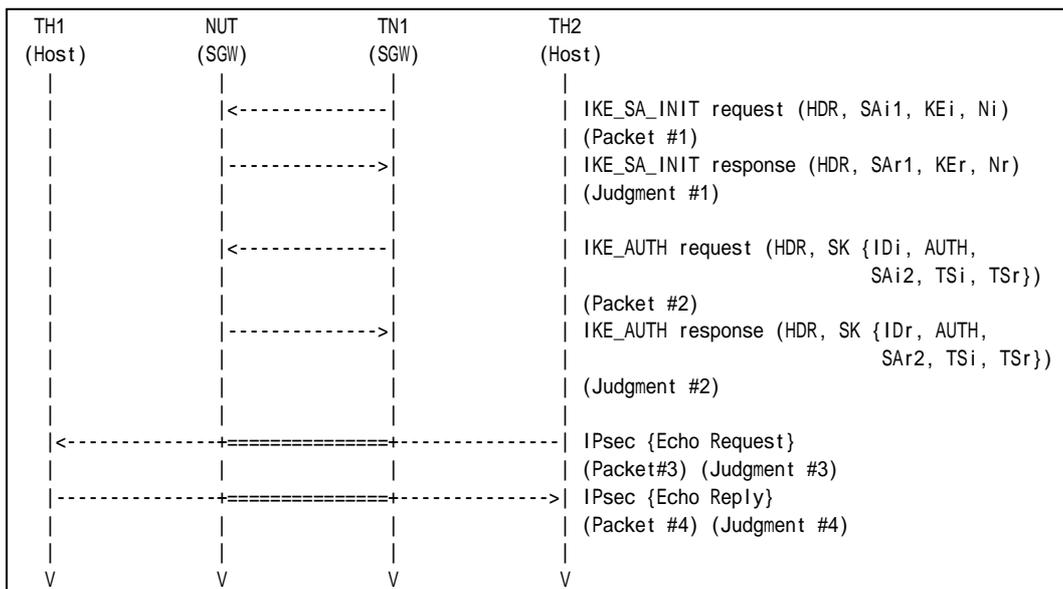 TH1 NUT TN1 TH2
(Host) (SGW) (SGW) (Host)
| | | |
| |<--------------| | IKE_SA_INIT request (HDR, SAi1, KEi, Ni)
| | | | (Packet #1)
| |-------------->| | IKE_SA_INIT response (HDR, SAr1, KEr, Nr)
| | | | (Judgment #1)
| | | |
| |<--------------| | IKE_AUTH request (HDR, SK {IDi, AUTH,
| | | | SAi2, TSi, TSr})
| | | | (Packet #2)
| |-------------->| | IKE_AUTH response (HDR, SK {IDr, AUTH,
| | | | SAr2, TSi, TSr})
| | | | (Judgment #2)
| | | |
|<--------------+===============+--------------| IPsec {Echo Request}
| | | | (Packet#3) (Judgment #3)
|---------------+===============+------------->| IPsec {Echo Reply}
| | | | (Packet #4) (Judgment #4)
| | | |
V V V V